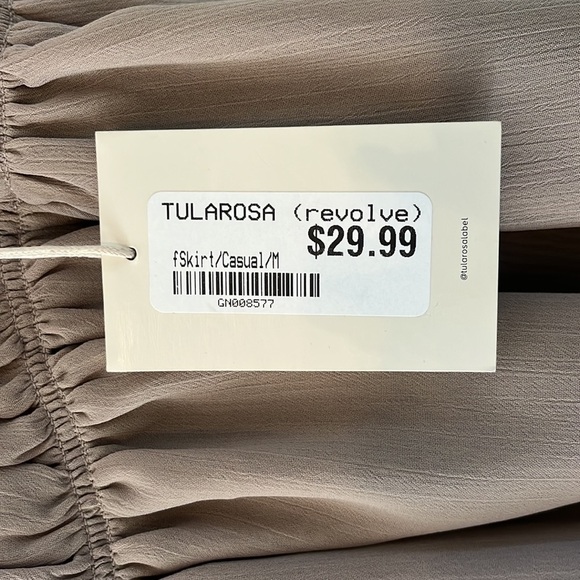 TULAROSA (revolve)
$29.99
fSkirt/Casual/M
GN008577
@tularosalabel